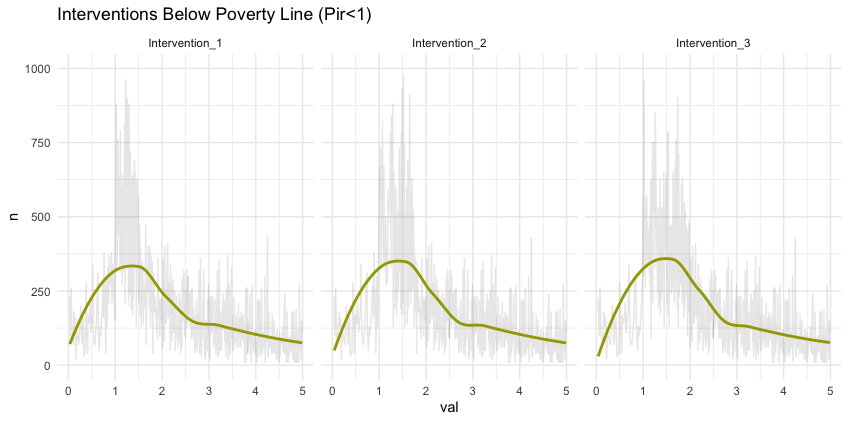 Interventions Below Poverty Line (Pir<1)
Intervention_1 Intervention_2 Intervention_3
1000
750
500
250
0
n
0 1 2 3 4 5 0 1 2 3 4 5 0 1 2 3 4 5
val